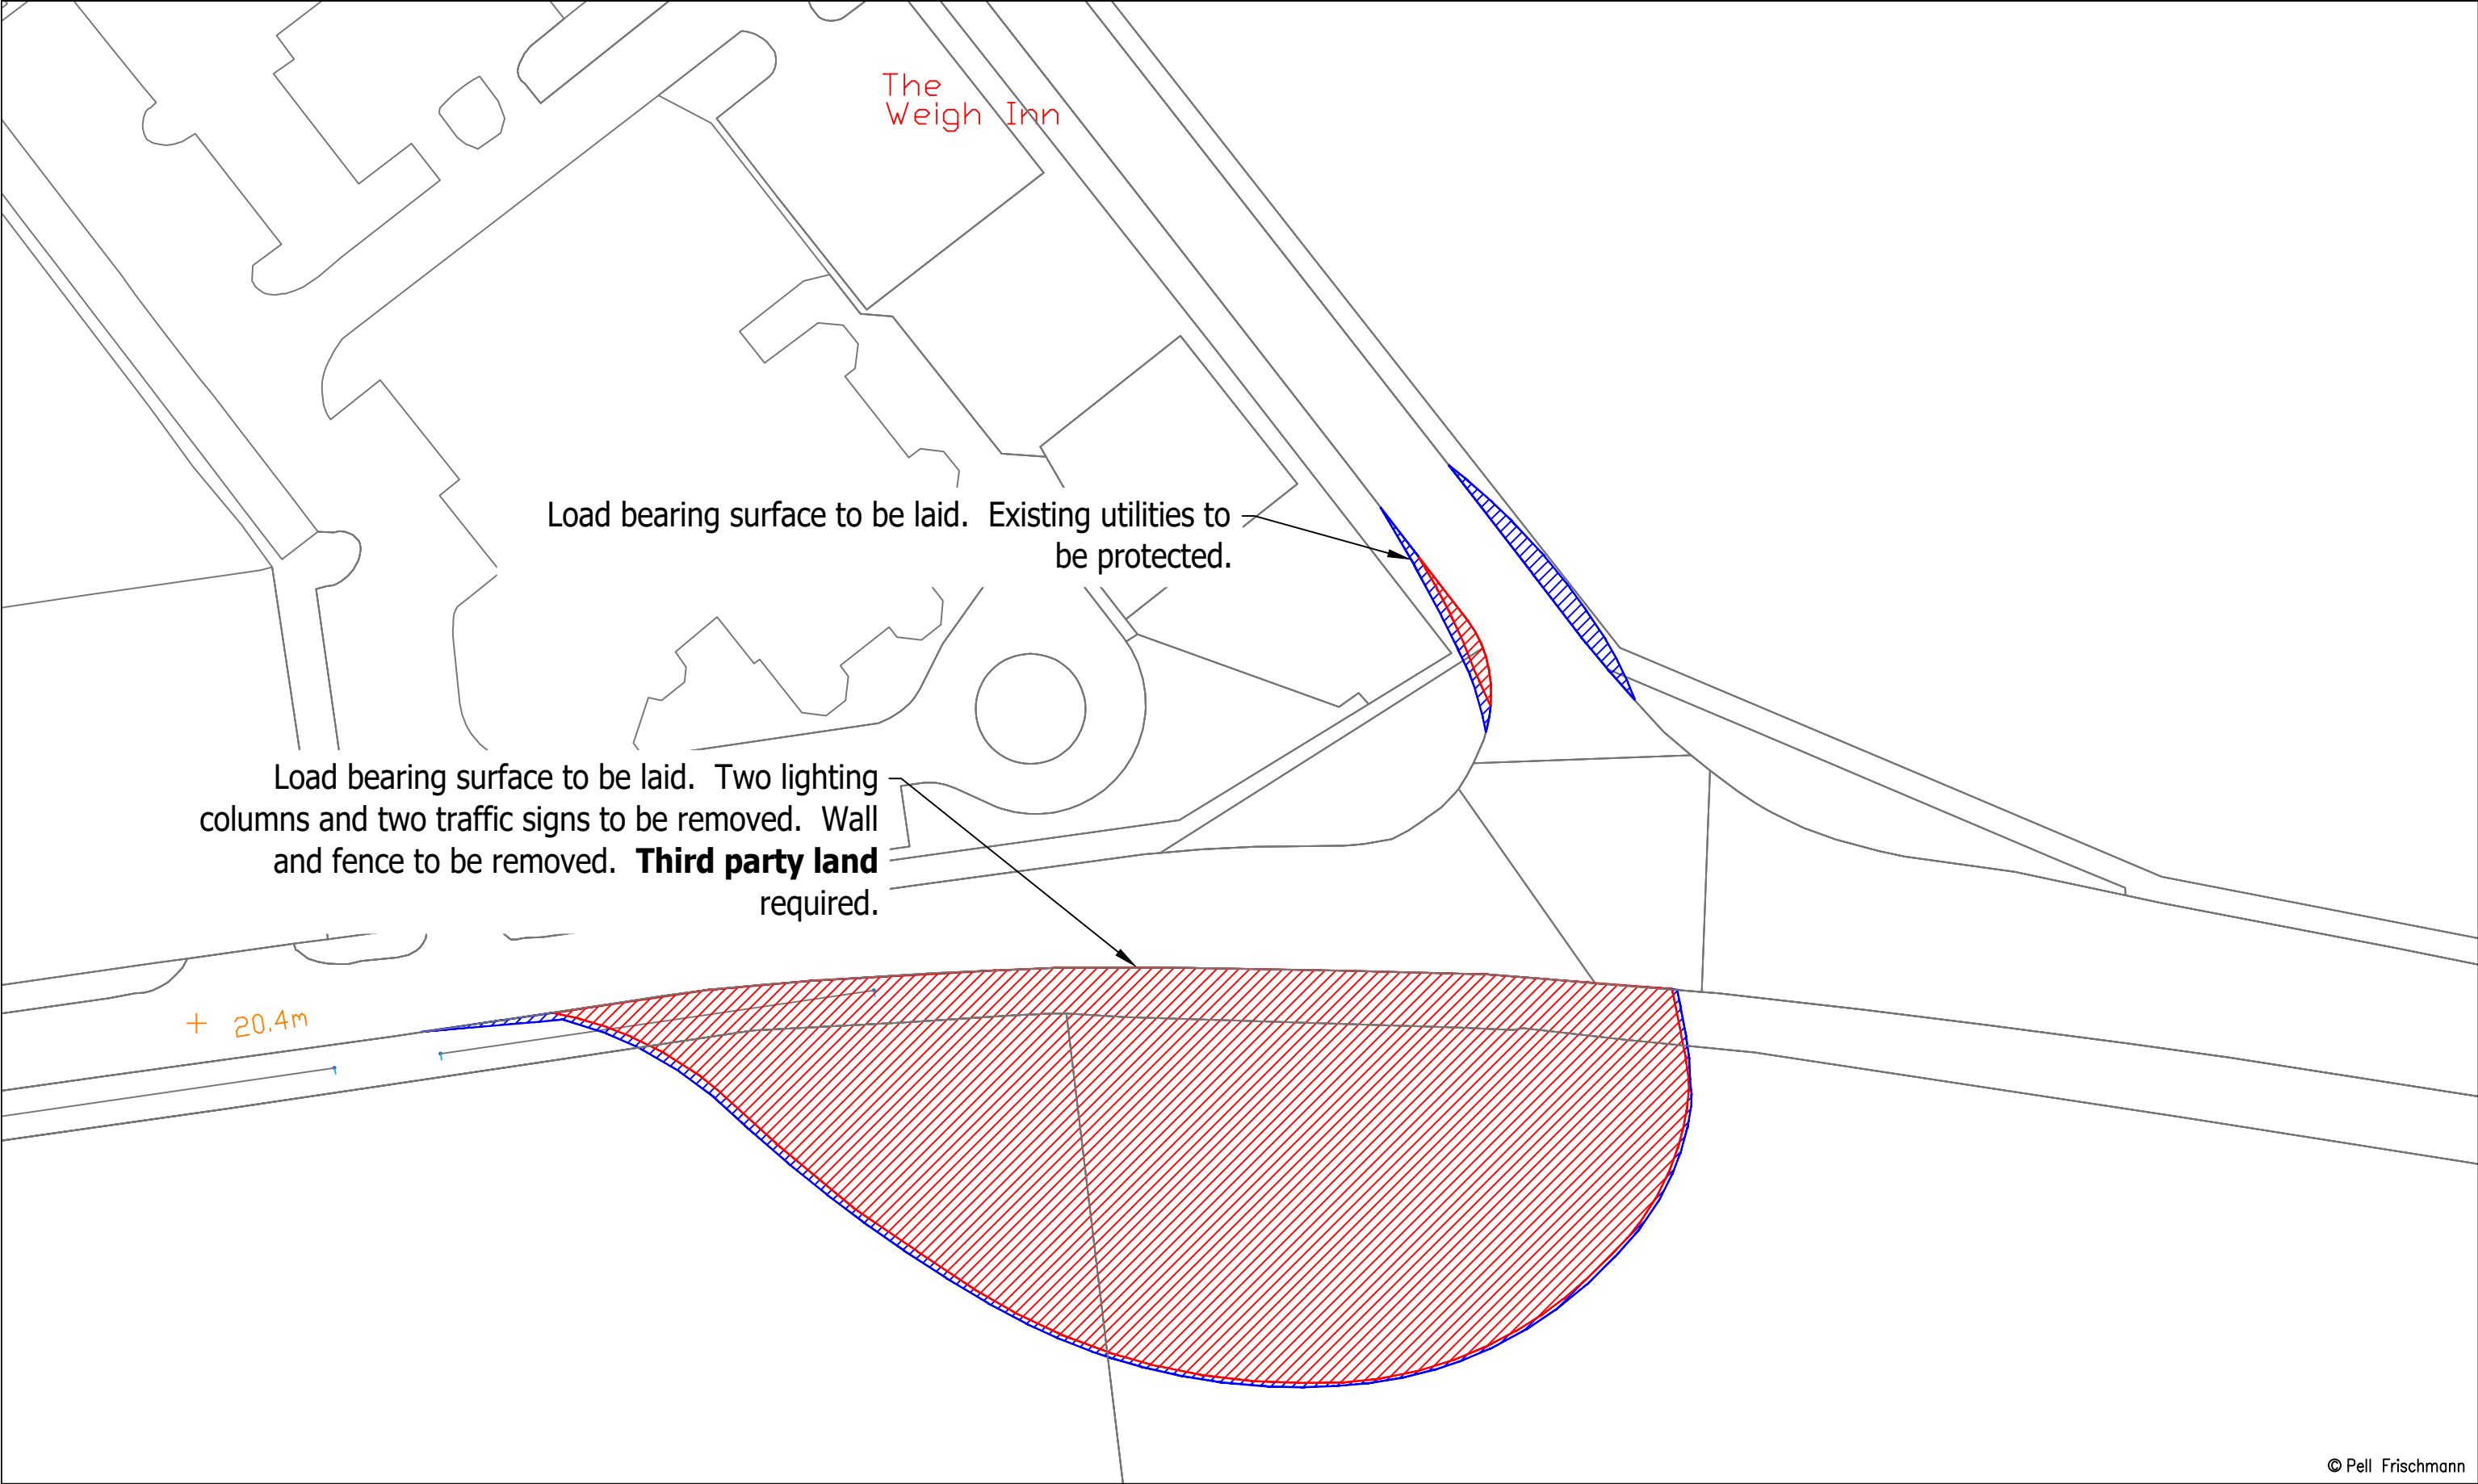 The
Weigh Inn
Load bearing surface to be laid. Existing utilities to
be protected.
Load bearing surface to be laid. Two lighting
columns and two traffic signs to be removed. Wall
and fence to be removed. Third party land
required.
+ 20.4m
© Pell Frischmann